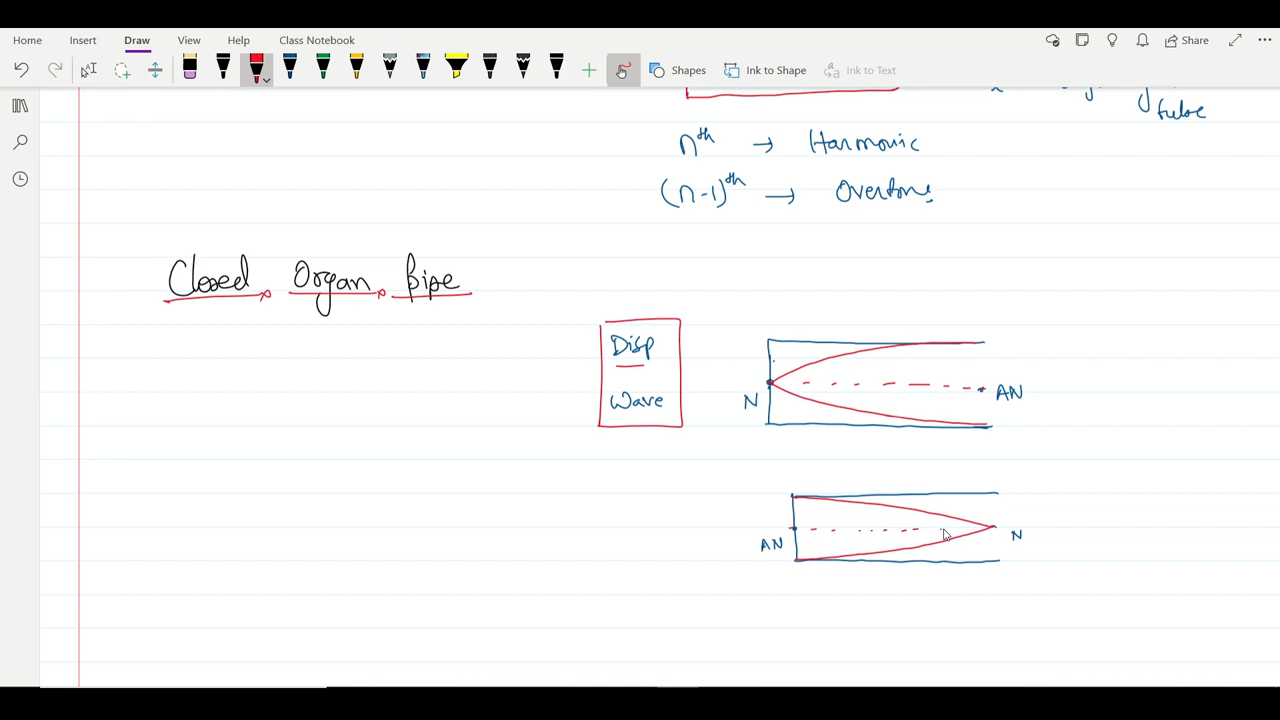 Home Insert Draw View Help Class Notebook Share
Shapes Ink to Shape Ink to Text
tube
nth → Harmonic
(n-1)th → Overtone
Closed Organ Pipe
Disp
Wave
N
AN
AN
N